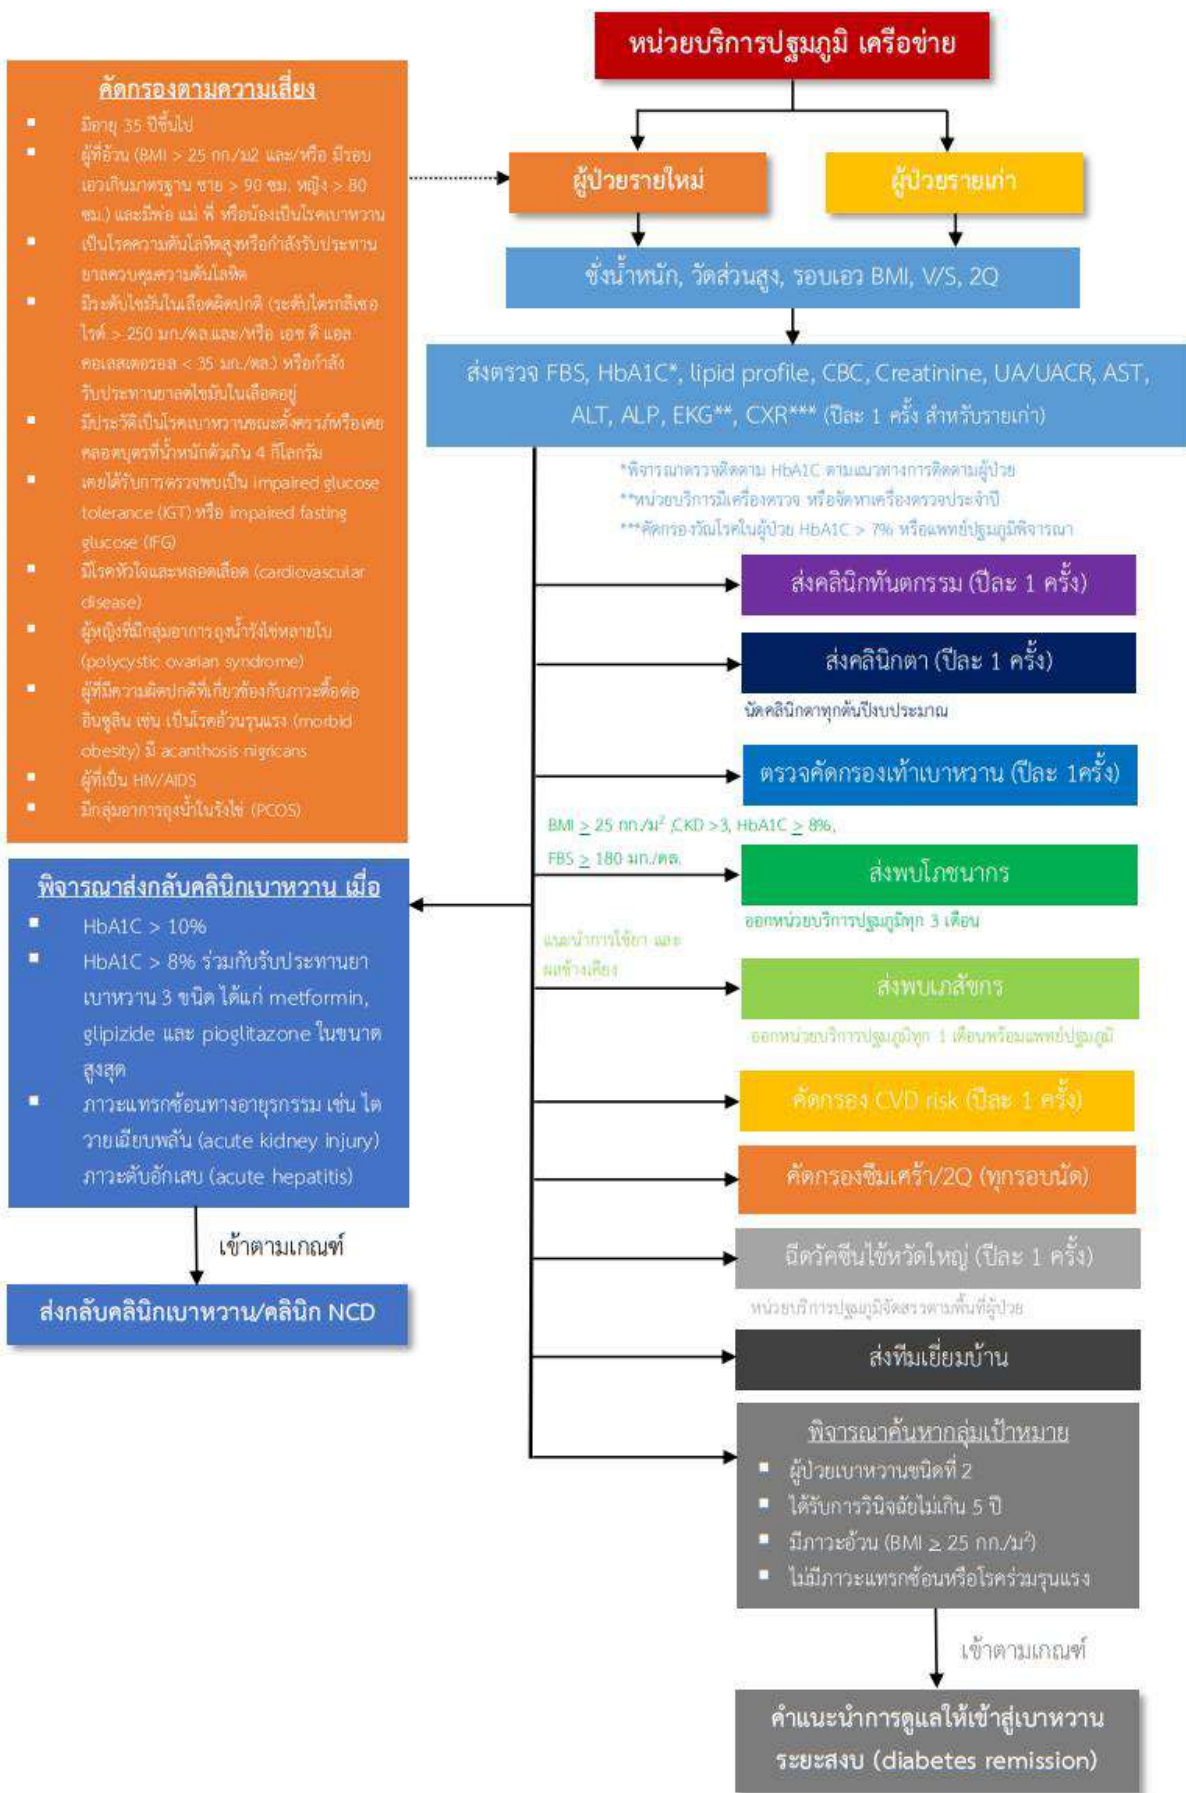 หน่วยบริการปฐมภูมิ เครือข่าย
คัดกรองตามความเสี่ยง
▪ มีอายุ 35 ปีขึ้นไป
▪ ผู้ที่อ้วน (BMI > 25 กก./ม2 และ/หรือ มีรอบ
เอวเกินมาตรฐาน ชาย > 90 ซม. หญิง > 80
ซม.) และมีพ่อ แม่ พี่ หรือน้องเป็นโรคเบาหวาน
▪ เป็นโรคความดันโลหิตสูงหรือกำลังรับประทาน
ยาควบคุมความดันโลหิต
▪ มีระดับไขมันในเลือดผิดปกติ (ระดับไตรกลีเซอ
ไรด์ > 250 มก./ดล.และ/หรือ เอช ดี แอล
คอเลสเตอรอล < 35 มก./ดล.) หรือกำลัง
รับประทานยาลดไขมันในเลือดอยู่
▪ มีประวัติเป็นโรคเบาหวานขณะตั้งครรภ์หรือเคย
คลอดบุตรที่น้ำหนักตัวเกิน 4 กิโลกรัม
▪ เคยได้รับการตรวจพบเป็น impaired glucose
tolerance (IGT) หรือ impaired fasting
glucose (IFG)
▪ มีโรคหัวใจและหลอดเลือด (cardiovascular
disease)
▪ ผู้หญิงที่มีกลุ่มอาการถุงน้ำรังไข่หลายใบ
(polycystic ovarian syndrome)
▪ ผู้ที่มีความผิดปกติที่เกี่ยวข้องกับภาวะดื้อต่อ
อินซูลิน เช่น เป็นโรคอ้วนรุนแรง (morbid
obesity) มี acanthosis nigricans
▪ ผู้ที่เป็น HIV/AIDS
▪ มีกลุ่มอาการถุงน้ำในรังไข่ (PCOS)
ผู้ป่วยรายใหม่
ผู้ป่วยรายเก่า
ชั่งน้ำหนัก, วัดส่วนสูง, รอบเอว BMI, V/S, 2Q
ส่งตรวจ FBS, HbA1C*, lipid profile, CBC, Creatinine, UA/UACR, AST,
ALT, ALP, EKG**, CXR*** (ปีละ 1 ครั้ง สำหรับรายเก่า)
*พิจารณาตรวจติดตาม HbA1C ตามแนวทางการติดตามผู้ป่วย
**หน่วยบริการมีเครื่องตรวจ หรือจัดหาเครื่องตรวจประจำปี
***คัดกรองวัณโรคในผู้ป่วย HbA1C > 7% หรือแพทย์ปฐมภูมิพิจารณา
ส่งคลินิกทันตกรรม (ปีละ 1 ครั้ง)
ส่งคลินิกตา (ปีละ 1 ครั้ง)
นัดคลินิกตาทุกต้นปีงบประมาณ
ตรวจคัดกรองเท้าเบาหวาน (ปีละ 1ครั้ง)
BMI ≥ 25 กก./ม² ,CKD >3, HbA1C ≥ 8%,
FBS ≥ 180 มก./ดล.
ส่งพบโภชนากร
ออกหน่วยบริการปฐมภูมิทุก 3 เดือน
แนะนำการใช้ยา และ
ผลข้างเคียง
ส่งพบเภสัชกร
ออกหน่วยบริการปฐมภูมิทุก 1 เดือนพร้อมแพทย์ปฐมภูมิ
คัดกรอง CVD risk (ปีละ 1 ครั้ง)
คัดกรองซึมเศร้า/2Q (ทุกรอบนัด)
ฉีดวัคซีนไข้หวัดใหญ่ (ปีละ 1 ครั้ง)
หน่วยบริการปฐมภูมิจัดสรรตามพื้นที่ผู้ป่วย
ส่งทีมเยี่ยมบ้าน
พิจารณาส่งกลับคลินิกเบาหวาน เมื่อ
▪ HbA1C > 10%
▪ HbA1C > 8% ร่วมกับรับประทานยา
เบาหวาน 3 ชนิด ได้แก่ metformin,
glipizide และ pioglitazone ในขนาด
สูงสุด
▪ ภาวะแทรกซ้อนทางอายุรกรรม เช่น ไต
วายเฉียบพลัน (acute kidney injury)
ภาวะตับอักเสบ (acute hepatitis)
เข้าตามเกณฑ์
ส่งกลับคลินิกเบาหวาน/คลินิก NCD
พิจารณาค้นหากลุ่มเป้าหมาย
▪ ผู้ป่วยเบาหวานชนิดที่ 2
▪ ได้รับการวินิจฉัยไม่เกิน 5 ปี
▪ มีภาวะอ้วน (BMI ≥ 25 กก./ม²)
▪ ไม่มีภาวะแทรกซ้อนหรือโรคร่วมรุนแรง
เข้าตามเกณฑ์
คำแนะนำการดูแลให้เข้าสู่เบาหวาน
ระยะสงบ (diabetes remission)